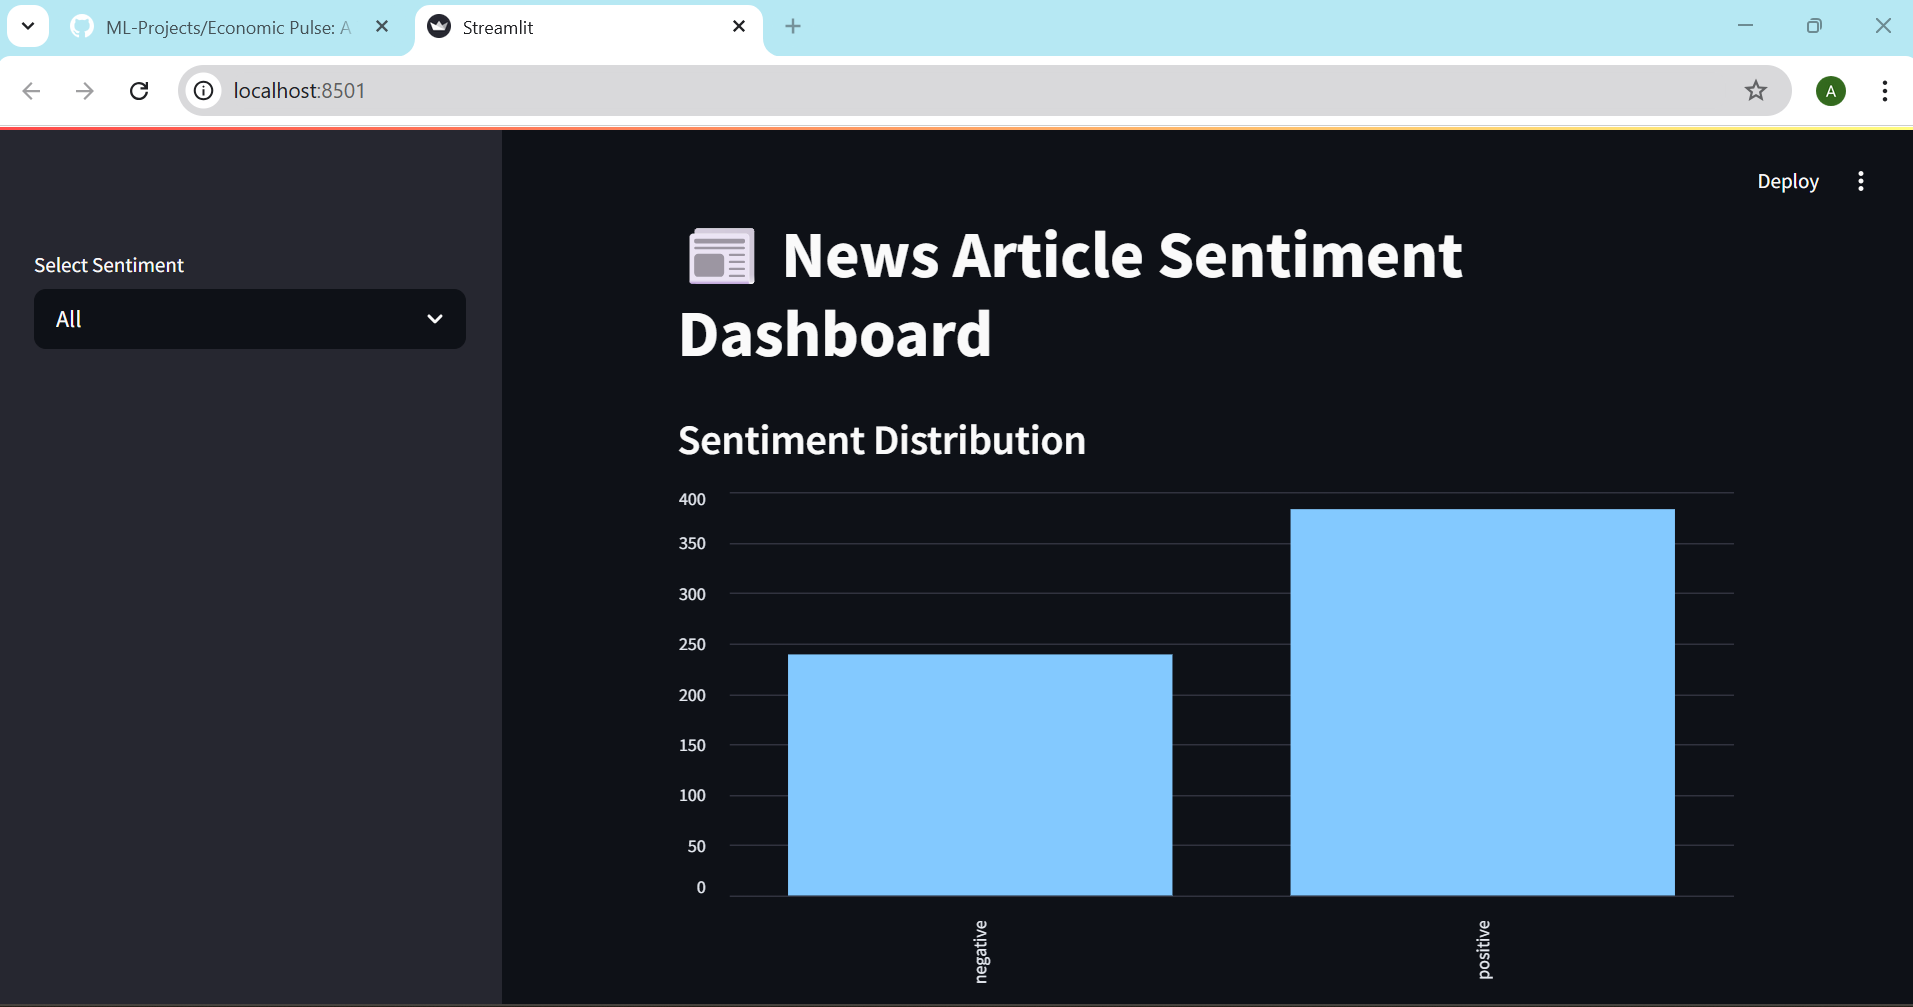 ML-Projects/Economic Pulse: A
Streamlit
localhost:8501
A
Deploy
Select Sentiment
All
News Article Sentiment
Dashboard
Sentiment Distribution
400
350
300
250
200
150
100
50
0
negative
positive